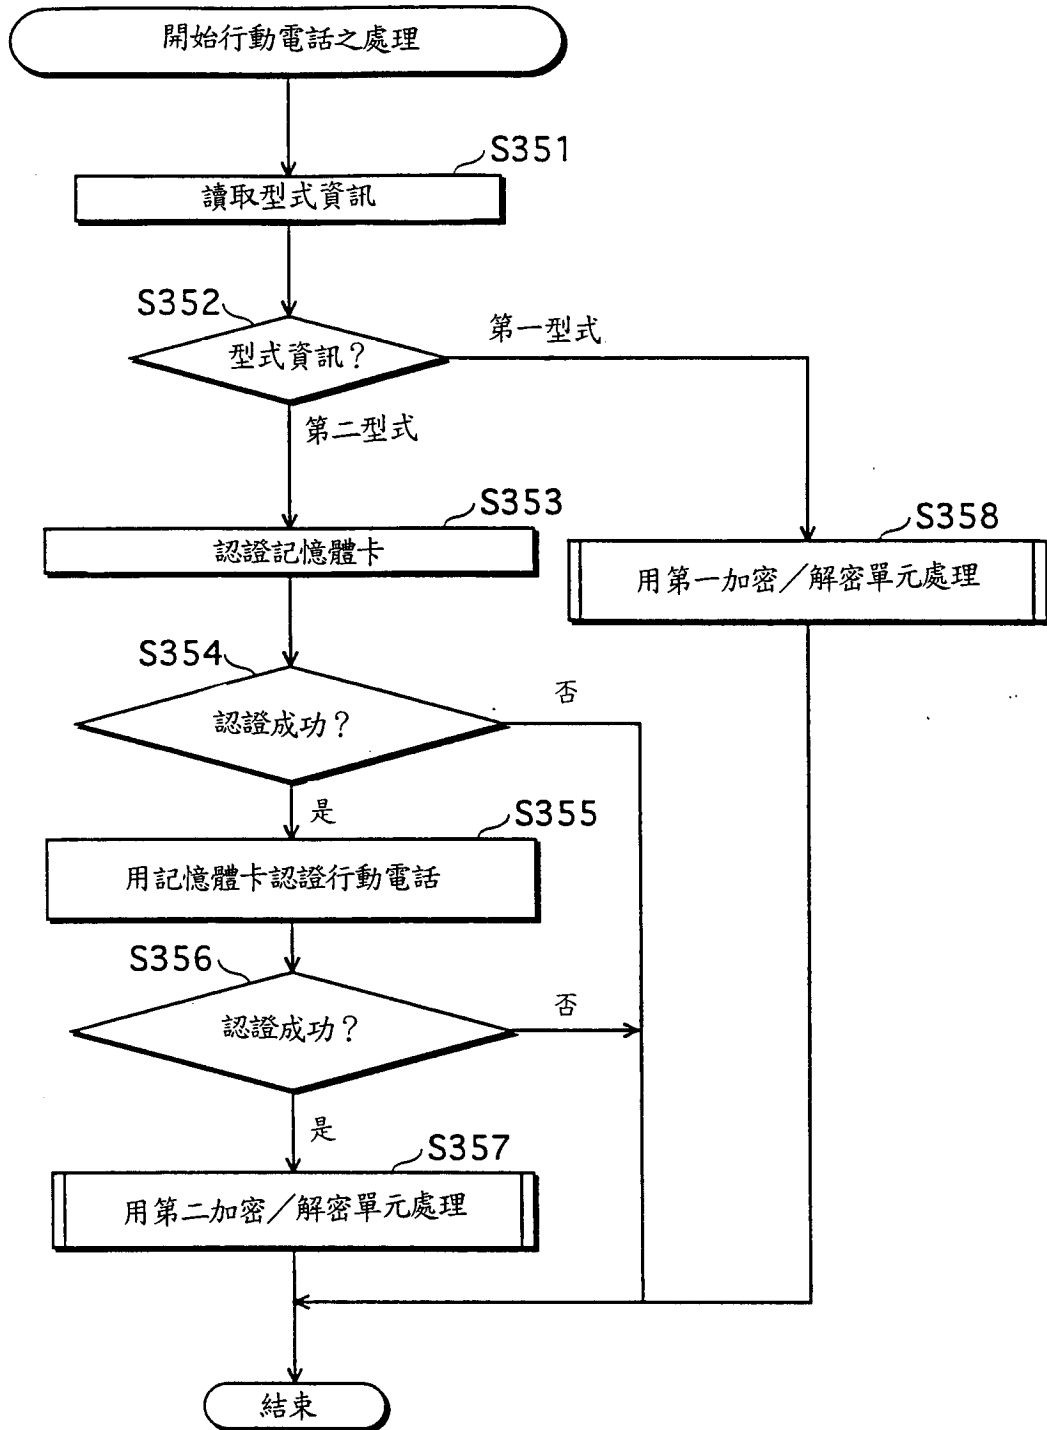 開始行動電話之處理
S351
讀取型式資訊
S352
型式資訊？
第一型式
第二型式
S353
認證記憶體卡
S358
用第一加密／解密單元處理
S354
認證成功？
否
是
S355
用記憶體卡認證行動電話
S356
認證成功？
否
是
S357
用第二加密／解密單元處理
結束